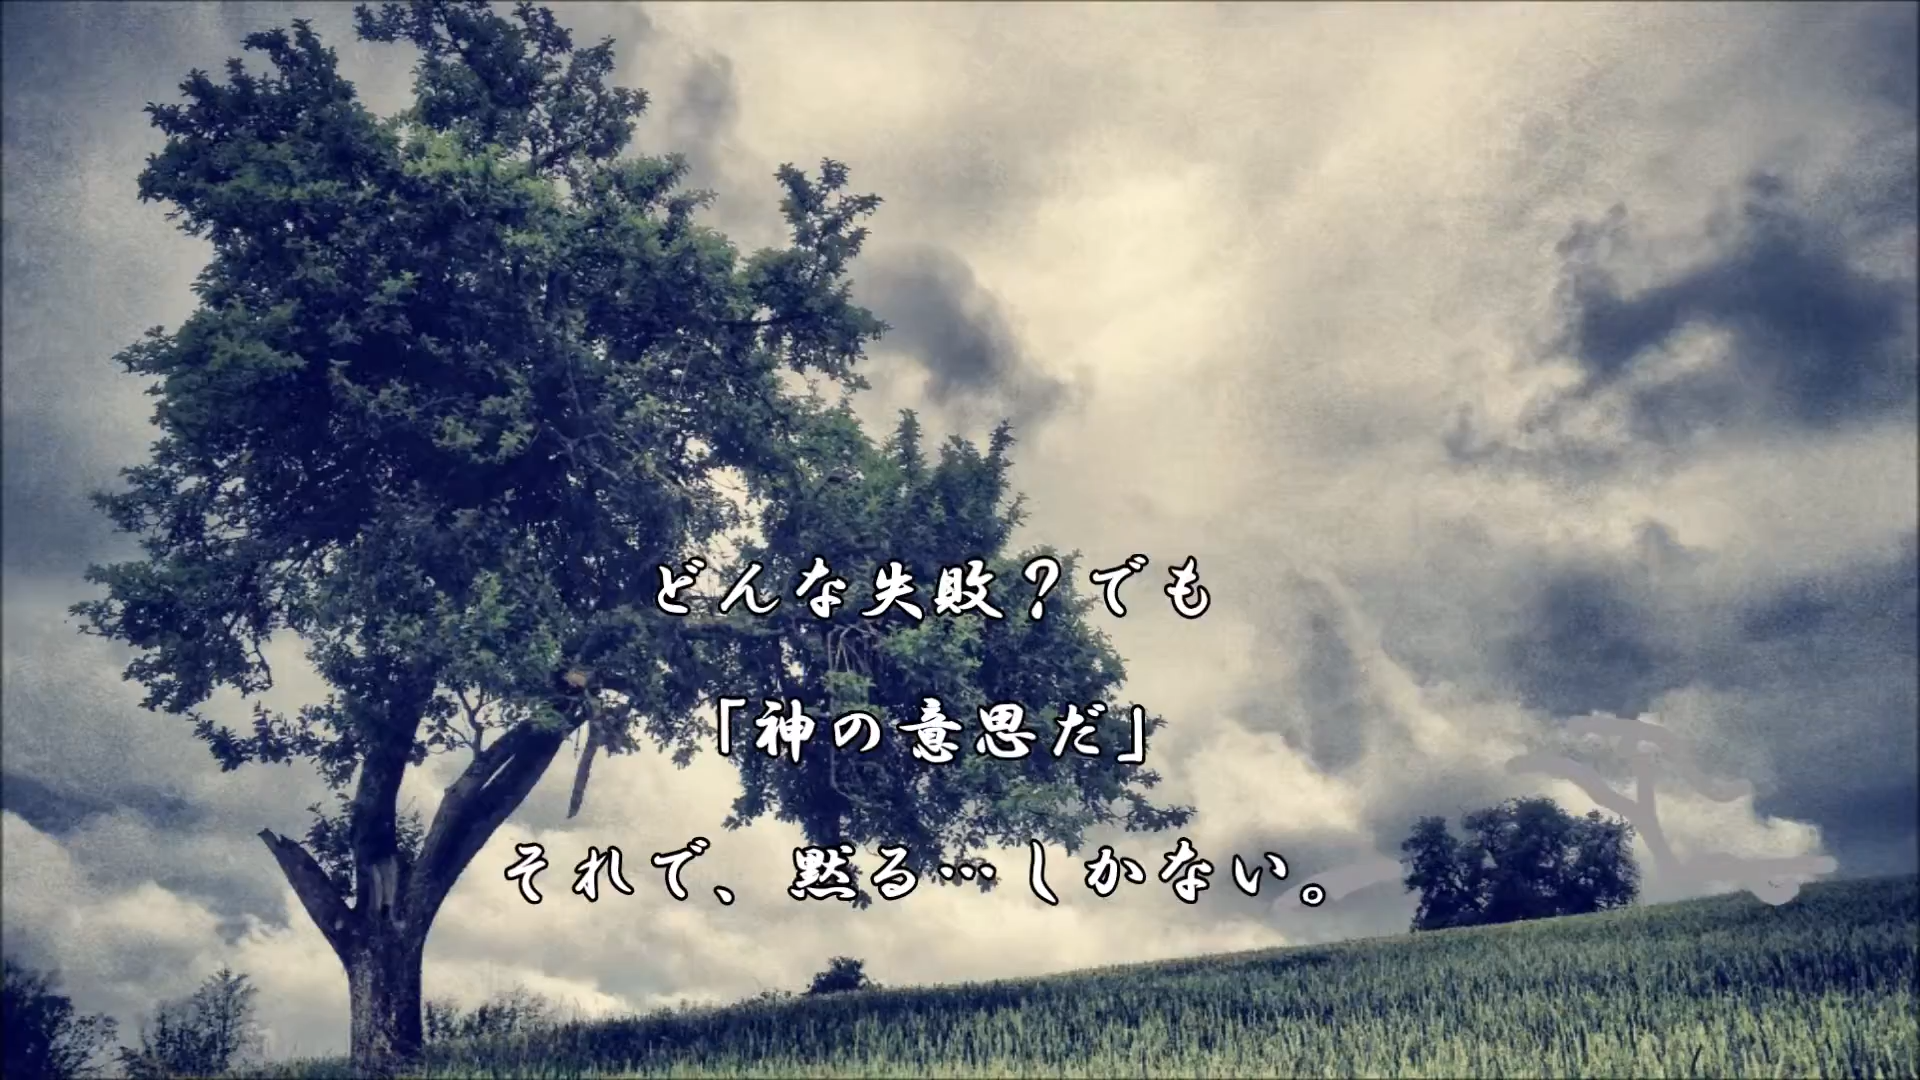 どんな失敗？でも
「神の意思だ」
それで、黙る…しかない。